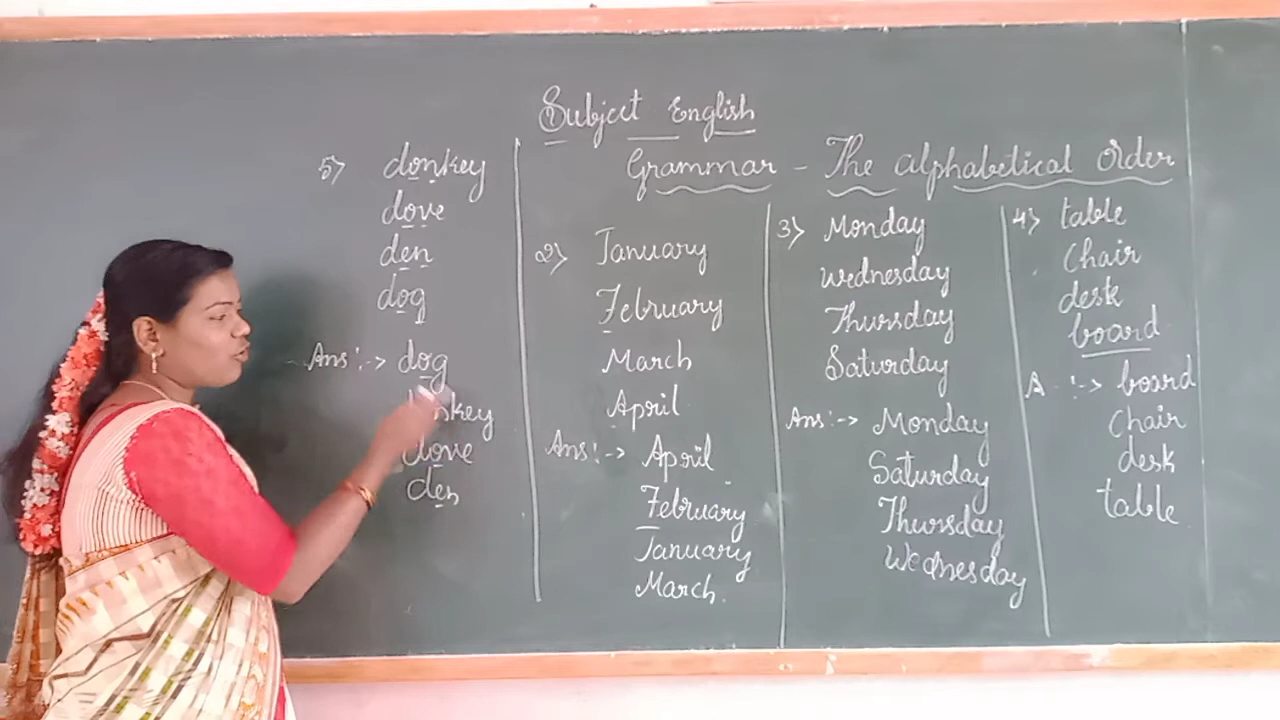 Subject English
Grammar - The alphabetical Order
5> donkey
dove
den
dog
Ans :-> dog
donkey
dove
den
2> January
February
March
April
Ans :-> April
February
January
March.
3> Monday
Wednesday
Thursday
Saturday
Ans :-> Monday
Saturday
Thursday
Wednesday
4> table
Chair
desk
board
A :-> board
Chair
desk
table